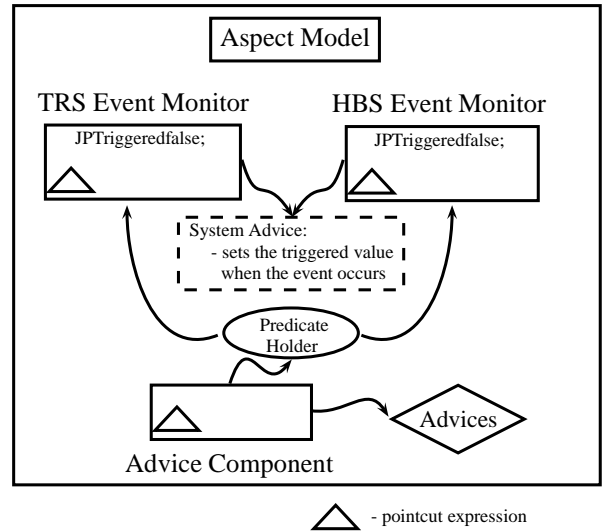 Aspect Model
TRS Event Monitor
HBS Event Monitor
JPTriggeredfalse;
JPTriggeredfalse;
System Advice:
- sets the triggered value
when the event occurs
Predicate
Holder
Advices
Advice Component
- pointcut expression